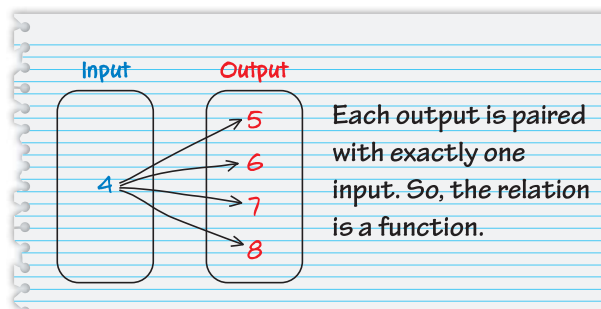 Input Output
5
6
4
7
8
Each output is paired
with exactly one
input. So, the relation
is a function.